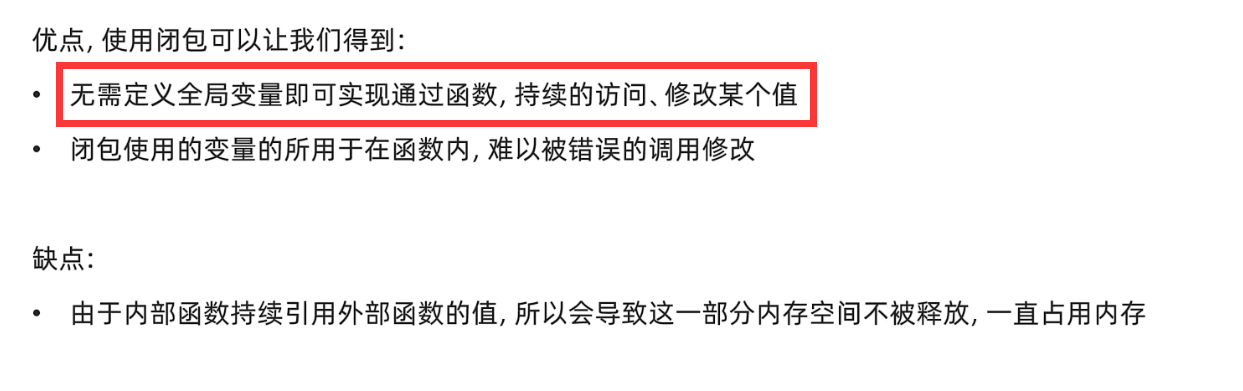 优点, 使用闭包可以让我们得到:
• 无需定义全局变量即可实现通过函数, 持续的访问、修改某个值
• 闭包使用的变量的所用于在函数内, 难以被错误的调用修改
缺点:
• 由于内部函数持续引用外部函数的值, 所以会导致这一部分内存空间不被释放, 一直占用内存